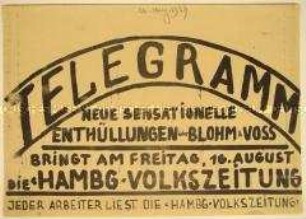 TELEGRAMM
NEUE SENSATIONELLE
ENTHÜLLUNGEN BLOHM & VOSS
BRINGT AM FREITAG, 16. AUGUST
DIE "HAMBG-VOLKSZEITUNG"
JEDER ARBEITER LIEST DIE "HAMBG-VOLKSZEITUNG"